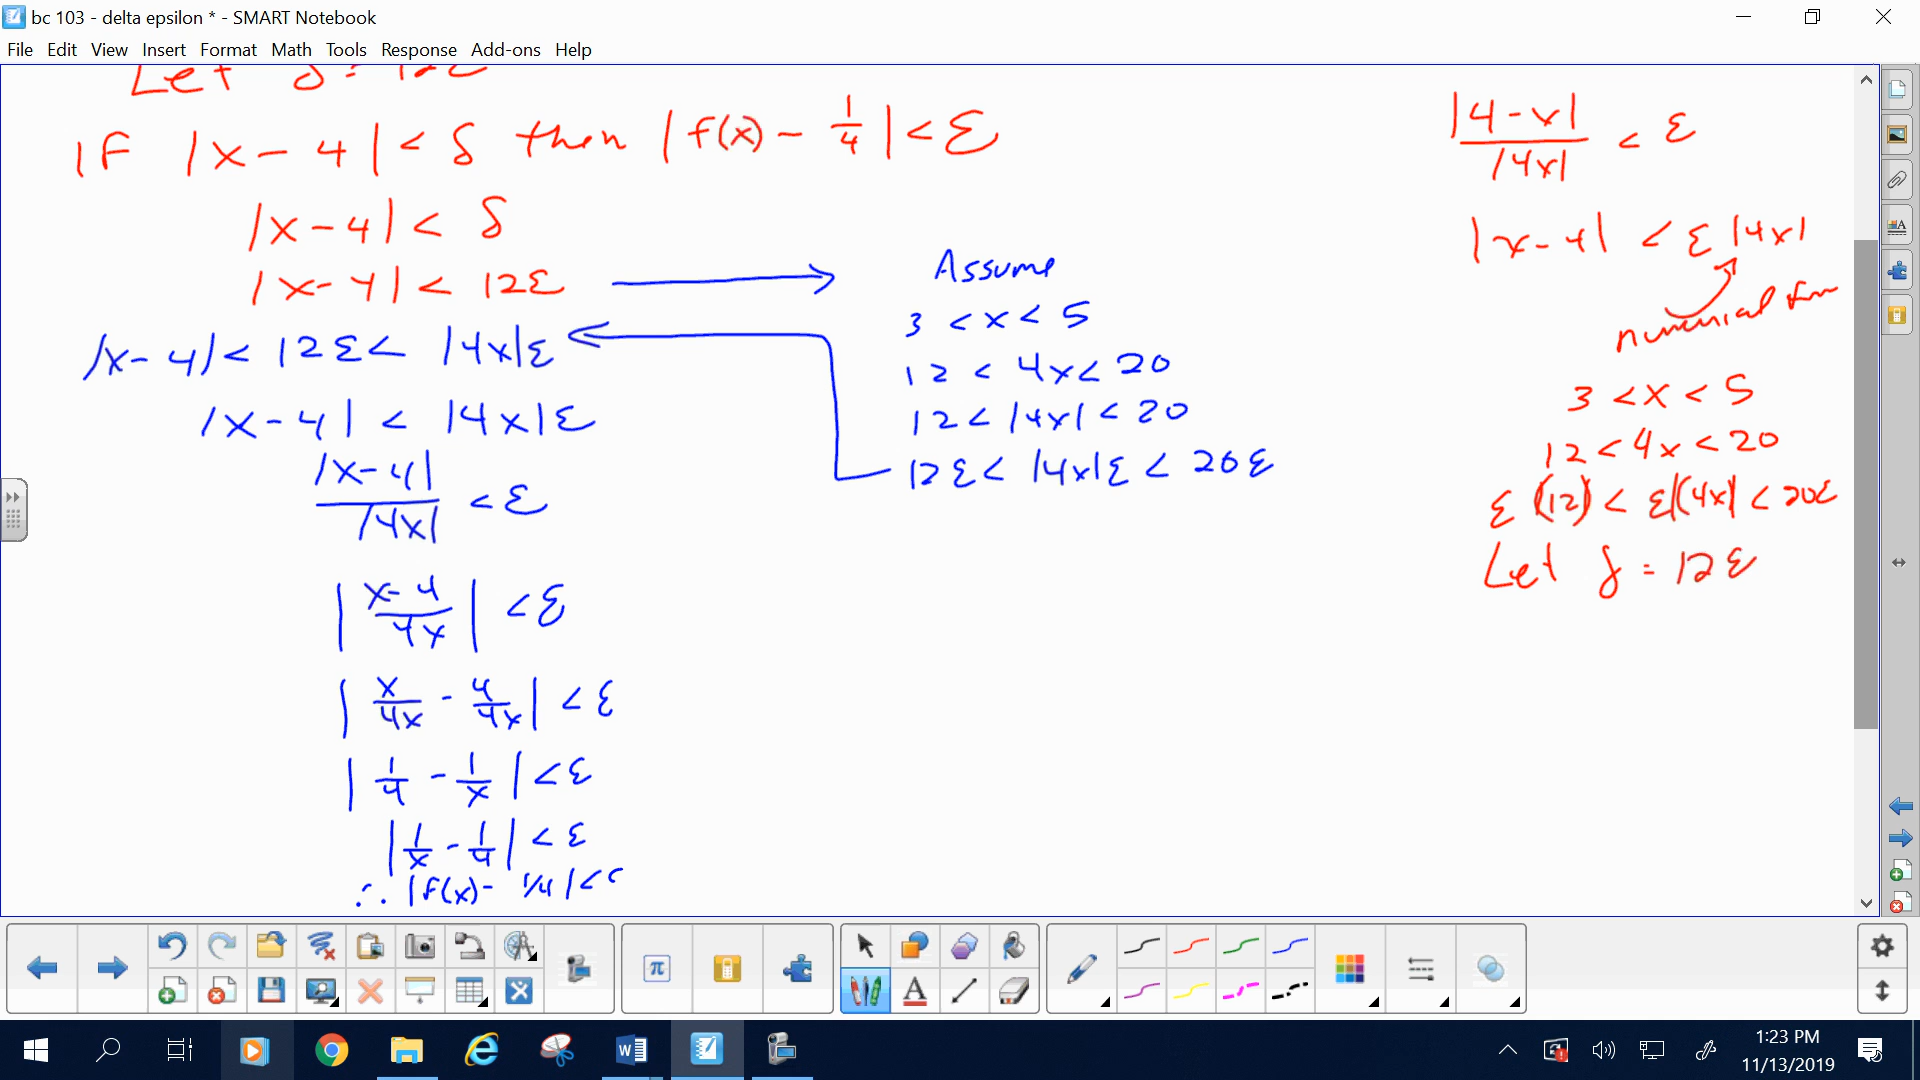 bc 103 - delta epsilon * - SMART Notebook
File Edit View Insert Format Math Tools Response Add-ons Help
Let δ = 12ε
IF |x - 4| < δ then |f(x) - 1/4| < ε
|x - 4| < δ
|x - 4| < 12ε
|x - 4| < 12ε < |4x|ε
|x - 4| < |4x|ε
|x - 4| / |4x| < ε
|(x - 4)/4x| < ε
|x/4x - 4/4x| < ε
|1/4 - 1/x| < ε
|1/x - 1/4| < ε
∴ |f(x) - 1/4| < ε
Assume
3 < x < 5
12 < 4x < 20
12 < |4x| < 20
12ε < |4x|ε < 20ε
|4 - x| / |4x| < ε
|x - 4| < ε|4x|
numerical
3 < x < 5
12 < 4x < 20
ε(12) < ε|(4x)| < 20ε
Let δ = 12ε
π
A
1:23 PM
11/13/2019